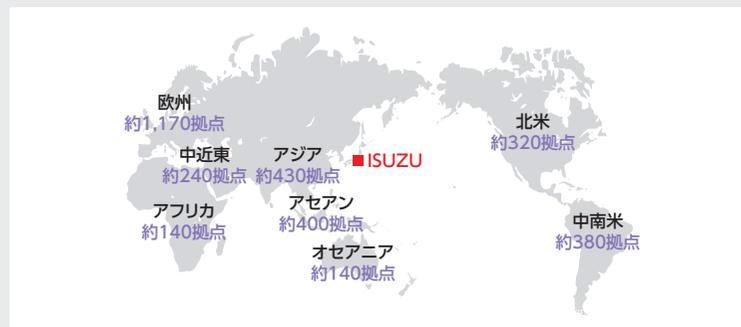 欧州
約1,170拠点
中近東
約240拠点
アジア
約430拠点
ISUZU
北米
約320拠点
アフリカ
約140拠点
アセアン
約400拠点
オセアニア
約140拠点
中南米
約380拠点